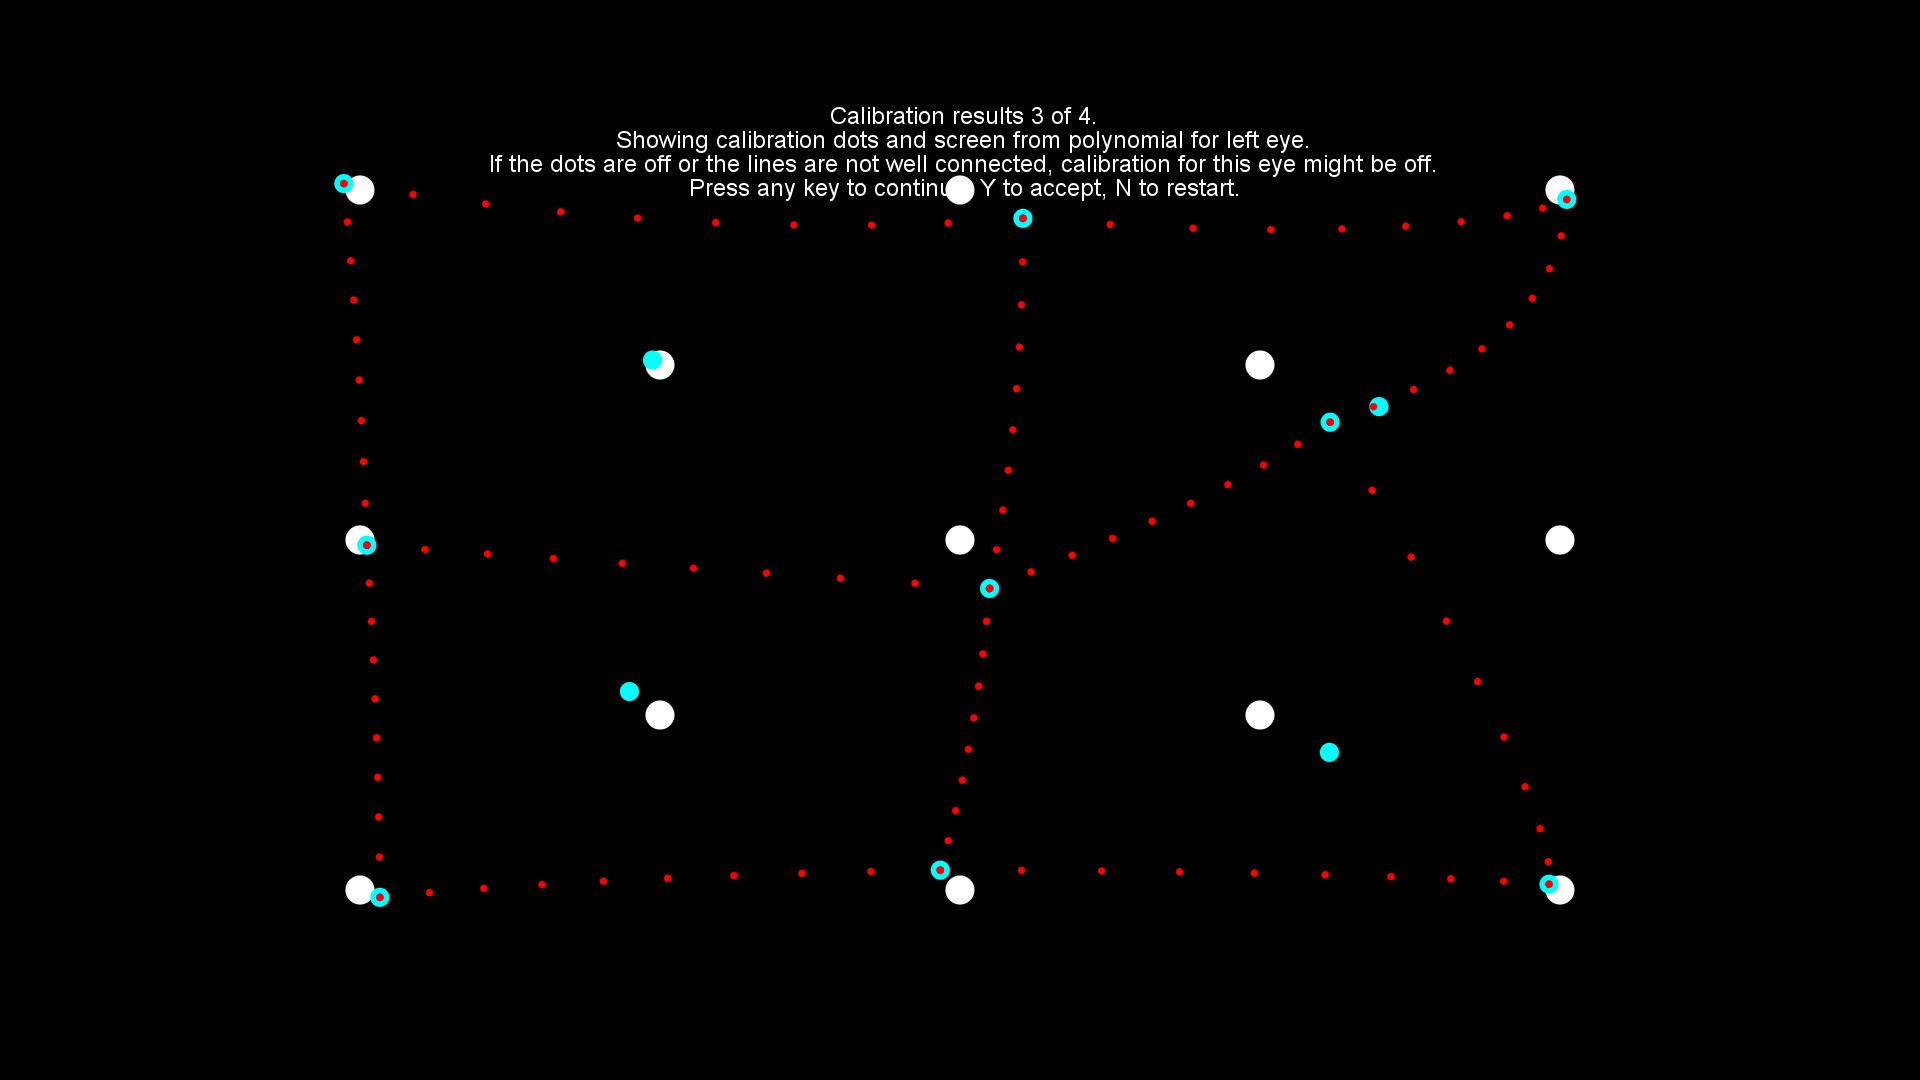 Calibration results 3 of 4.
Showing calibration dots and screen from polynomial for left eye.
If the dots are off or the lines are not well connected, calibration for this eye might be off.
Press any key to continu Y to accept, N to restart.